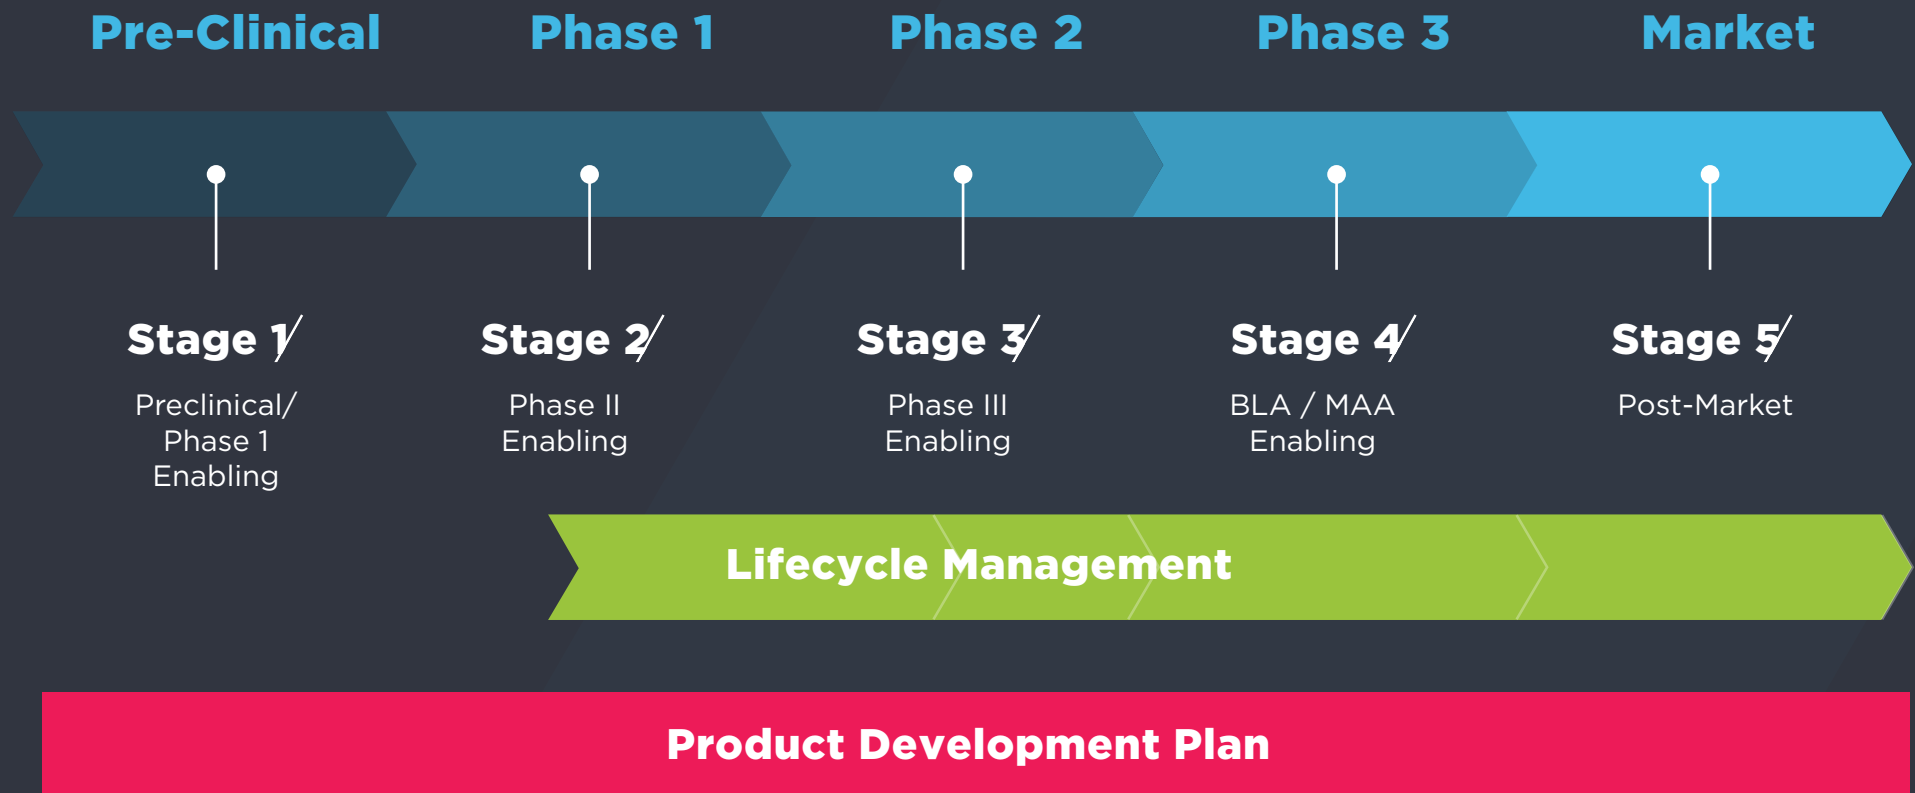 Pre-Clinical
Phase 1
Phase 2
Phase 3
Market
Stage 1/
Preclinical/
Phase 1
Enabling
Stage 2/
Phase II
Enabling
Stage 3/
Phase III
Enabling
Stage 4/
BLA / MAA
Enabling
Stage 5/
Post-Market
Lifecycle Management
Product Development Plan